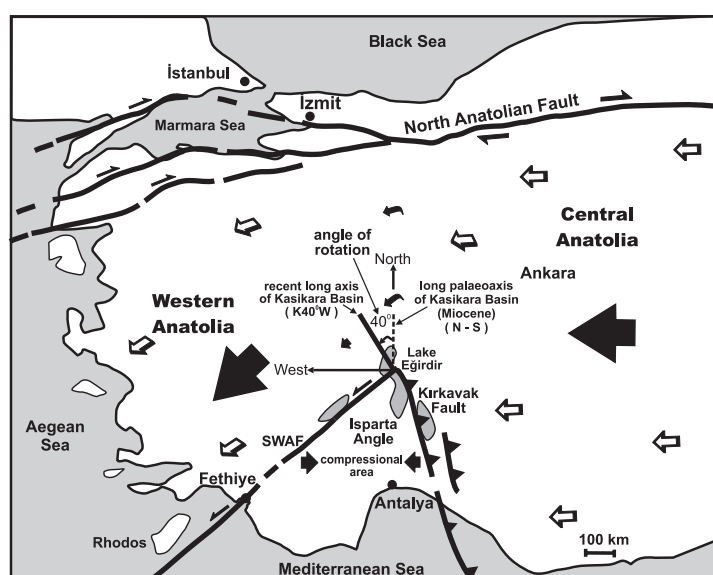 Black Sea
İstanbul
İzmit
Marmara Sea
North Anatolian Fault
Central
Anatolia
angle of
rotation
North
Ankara
recent long axis
of Kasikara Basin
( K40°W )
long palaeoaxis
of Kasikara Basin
(Miocene)
( N - S )
40°
Western
Anatolia
Lake
Eğirdir
West
Kırkavak
Fault
Aegean
Sea
Isparta
Angle
SWAF
compressional
area
Fethiye
Antalya
Rhodos
100 km
Mediterranean Sea